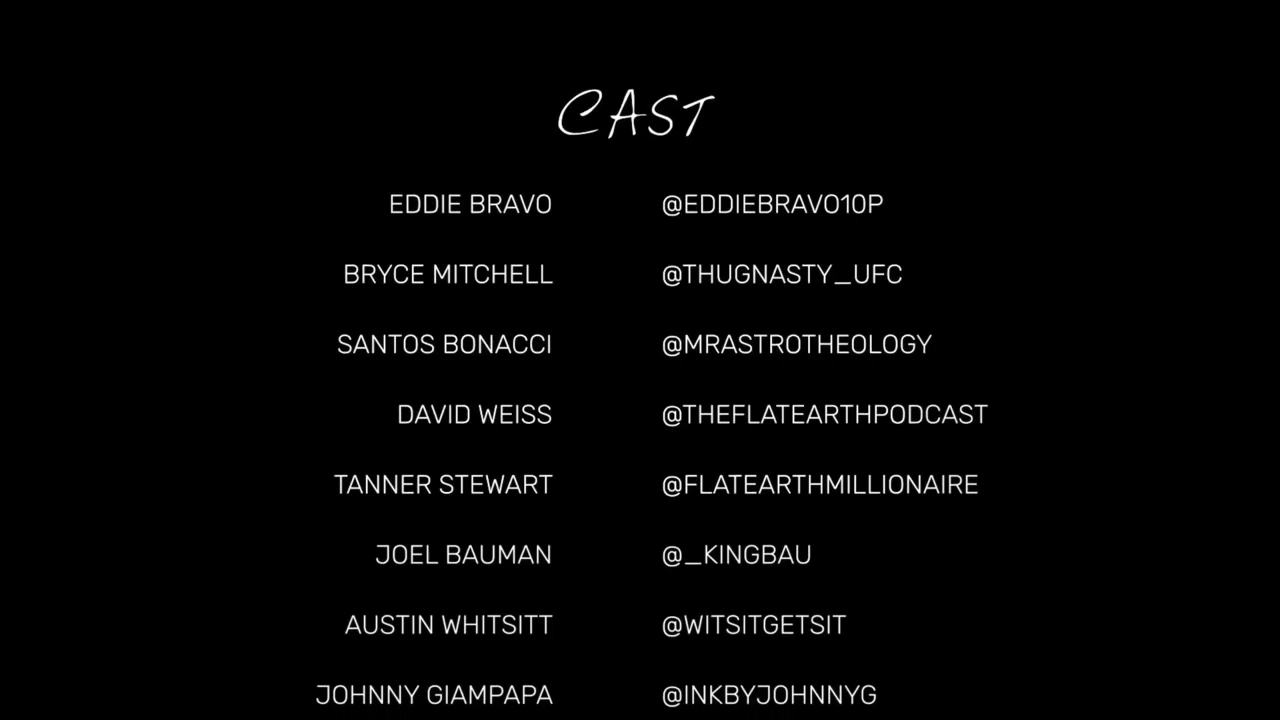 CAST
EDDIE BRAVO @EDDIEBRAVO10P
BRYCE MITCHELL @THUGNASTY_UFC
SANTOS BONACCI @MRASTROTHEOLOGY
DAVID WEISS @THEFLATEARTHPODCAST
TANNER STEWART @FLATEARTHMILLIONAIRE
JOEL BAUMAN @_KINGBAU
AUSTIN WHITSITT @WITSITGETSIT
JOHNNY GIAMPAPA @INKBYJOHNNYG